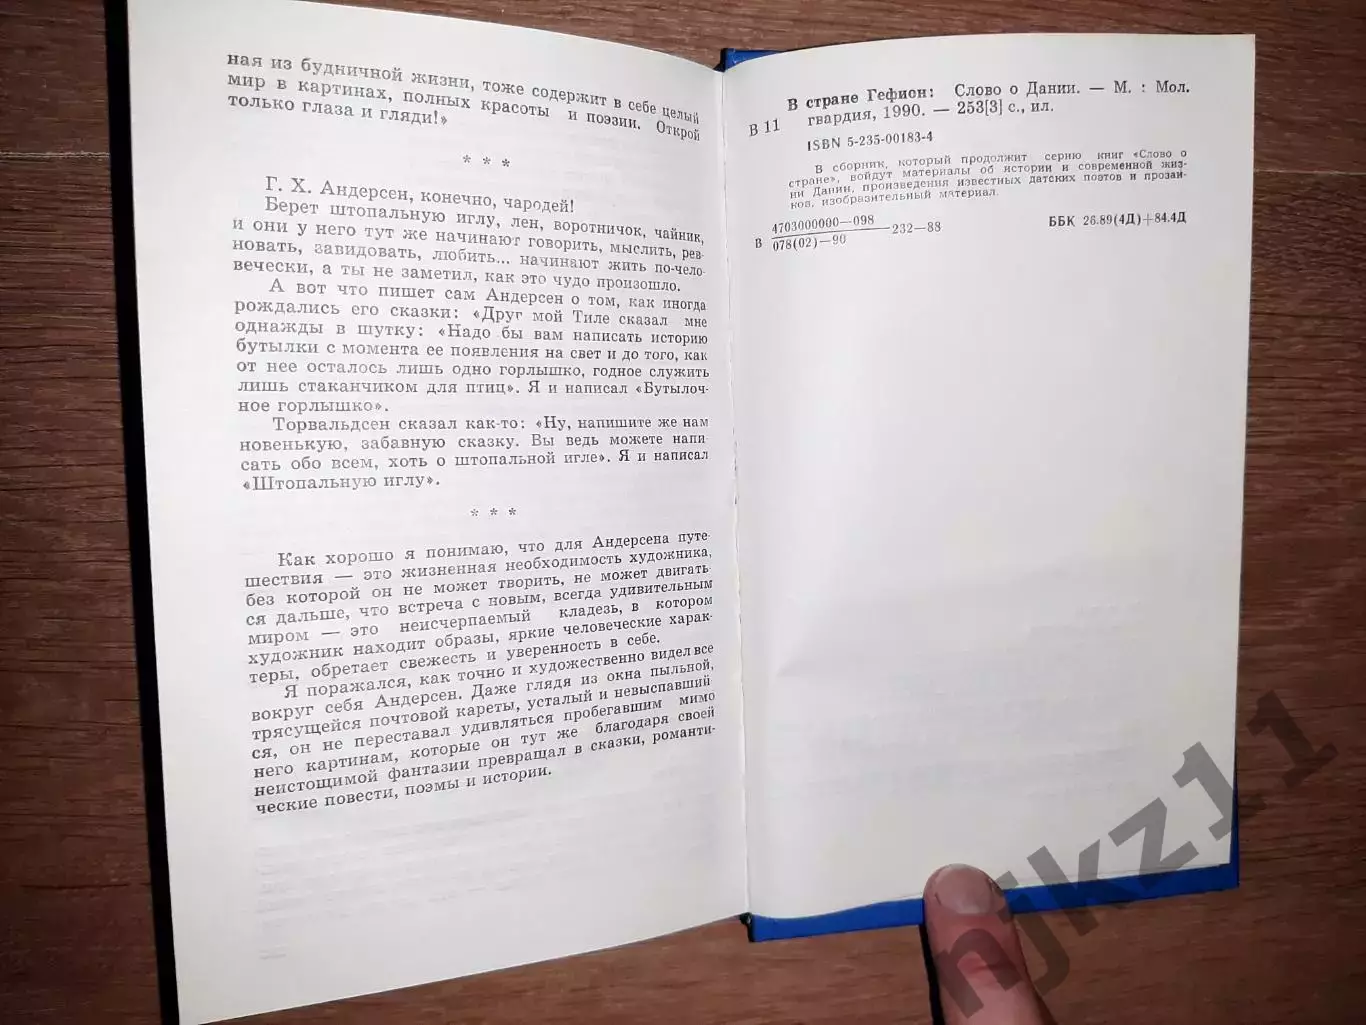 ная из будничной жизни, тоже содержит в себе целый
мир в картинах, полных красоты и поэзии. Открой
только глаза и гляди!»
* * *
Г. Х. Андерсен, конечно, чародей!
Берет штопальную иглу, лен, воротничок, чайник,
и они у него тут же начинают говорить, мыслить, рев-
новать, завидовать, любить... начинают жить по-чело-
вечески, а ты не заметил, как это чудо произошло.
А вот что пишет сам Андерсен о том, как иногда
рождались его сказки: «Друг мой Тиле сказал мне
однажды в шутку: «Надо бы вам написать историю
бутылки с момента ее появления на свет и до того, как
от нее осталось лишь одно горлышко, годное служить
лишь стаканчиком для птиц». Я и написал «Бутылоч-
ное горлышко».
Торвальдсен сказал как-то: «Ну, напишите же нам
новенькую, забавную сказку. Вы ведь можете напи-
сать обо всем, хоть о штопальной игле». Я и написал
«Штопальную иглу».
* * *
Как хорошо я понимаю, что для Андерсена путе-
шествия — это жизненная необходимость художника,
без которой он не может творить, не может двигать-
ся дальше, что встреча с новым, всегда удивительным
миром — это неисчерпаемый кладезь, в котором
художник находит образы, яркие человеческие харак-
теры, обретает свежесть и уверенность в себе.
Я поражался, как точно и художественно видел все
вокруг себя Андерсен. Даже глядя из окна пыльной,
трясущейся почтовой кареты, усталый и невыспавший
ся, он не переставал удивляться пробегавшим мимо
него картинам, которые он тут же благодаря своей
неистощимой фантазии превращал в сказки, романти-
ческие повести, поэмы и истории.
В стране Гефион: Слово о Дании. — М. : Мол.
В 11 гвардия, 1990. — 253[3] с., ил.
ISBN 5-235-00183-4
В сборник, который продолжит серию книг «Слово о
стране», войдут материалы об истории и современной жиз-
ни Дании, произведения известных датских поэтов и прозаи-
ков, изобразительный материал.
4703000000—098
В 232—88 ББК 26.89(4Д)+84.4Д
078(02)—90
njkz11